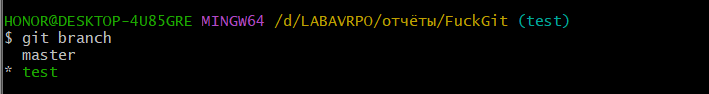 HONOR@DESKTOP-4U85GRE MINGW64 /d/LABAVRPO/отчёты/FuckGit (test)
$ git branch
  master
* test